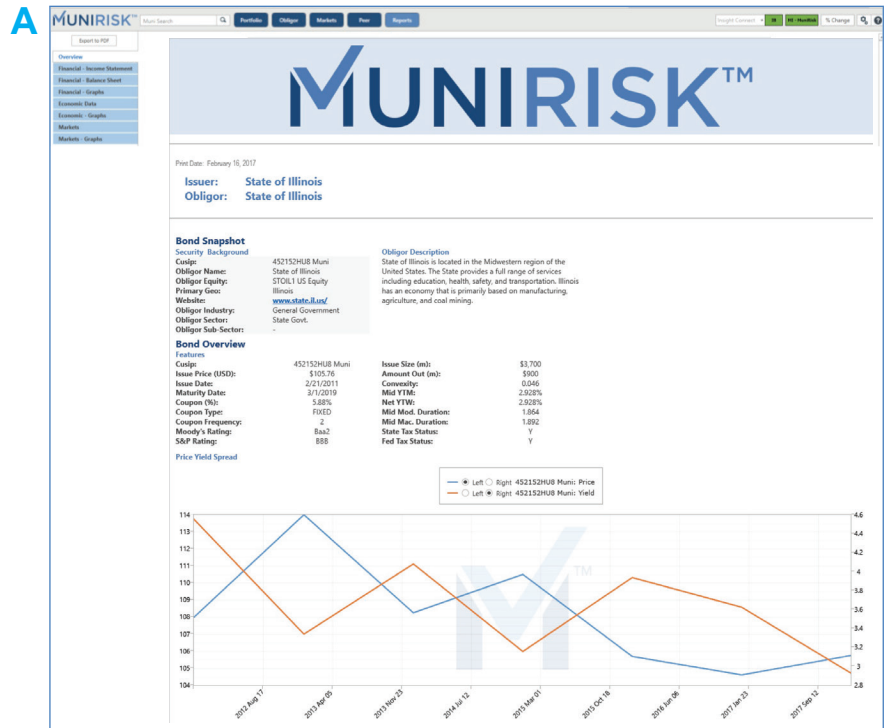 A
MUNIRISK™ Muni Search Portfolio Obligor Markets Peer Reports Insight Connect MI - MuniRisk % Change
Export to PDF
Overview
Financial - Income Statement
Financial - Balance Sheet
Financial - Graphs
Economic Data
Economic - Graphs
Markets
Markets - Graphs
MUNIRISK™
Print Date: February 16, 2017
Issuer: State of Illinois
Obligor: State of Illinois
Bond Snapshot
Security Background
Cusip: 452152HU8 Muni
Obligor Name: State of Illinois
Obligor Equity: STOIL1 US Equity
Primary Geo: Illinois
Website: www.state.il.us/
Obligor Industry: General Government
Obligor Sector: State Govt.
Obligor Sub-Sector: -
Obligor Description
State of Illinois is located in the Midwestern region of the
United States. The State provides a full range of services
including education, health, safety, and transportation. Illinois
has an economy that is primarily based on manufacturing,
agriculture, and coal mining.
Bond Overview
Features
Cusip: 452152HU8 Muni
Issue Price (USD): $105.76
Issue Date: 2/21/2011
Maturity Date: 3/1/2019
Coupon (%): 5.88%
Coupon Type: FIXED
Coupon Frequency: 2
Moody's Rating: Baa2
S&P Rating: BBB
Issue Size (m): $3,700
Amount Out (m): $900
Convexity: 0.046
Mid YTM: 2.928%
Net YTW: 2.928%
Mid Mod. Duration: 1.864
Mid Mac. Duration: 1.892
State Tax Status: Y
Fed Tax Status: Y
Price Yield Spread
Left Right 452152HU8 Muni: Price
Left Right 452152HU8 Muni: Yield
114
113
112
111
110
109
108
107
106
105
104
4.6
4.4
4.2
4
3.8
3.6
3.4
3.2
3
2.8
TM
2012 Aug 17
2013 Apr 05
2013 Nov 23
2014 Jul 12
2015 Mar 01
2015 Oct 18
2016 Jun 06
2017 Jan 23
2017 Sep 12